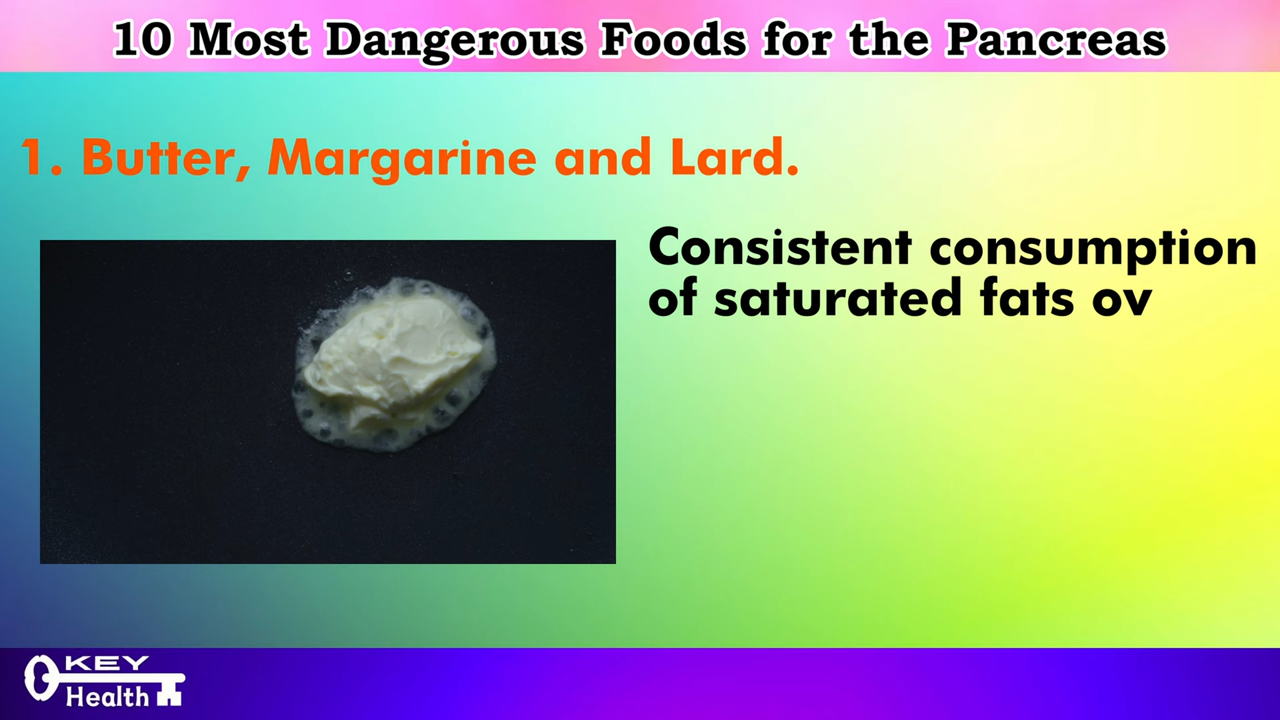 10 Most Dangerous Foods for the Pancreas
1. Butter, Margarine and Lard.
Consistent consumption
of saturated fats ov
KEY
Health